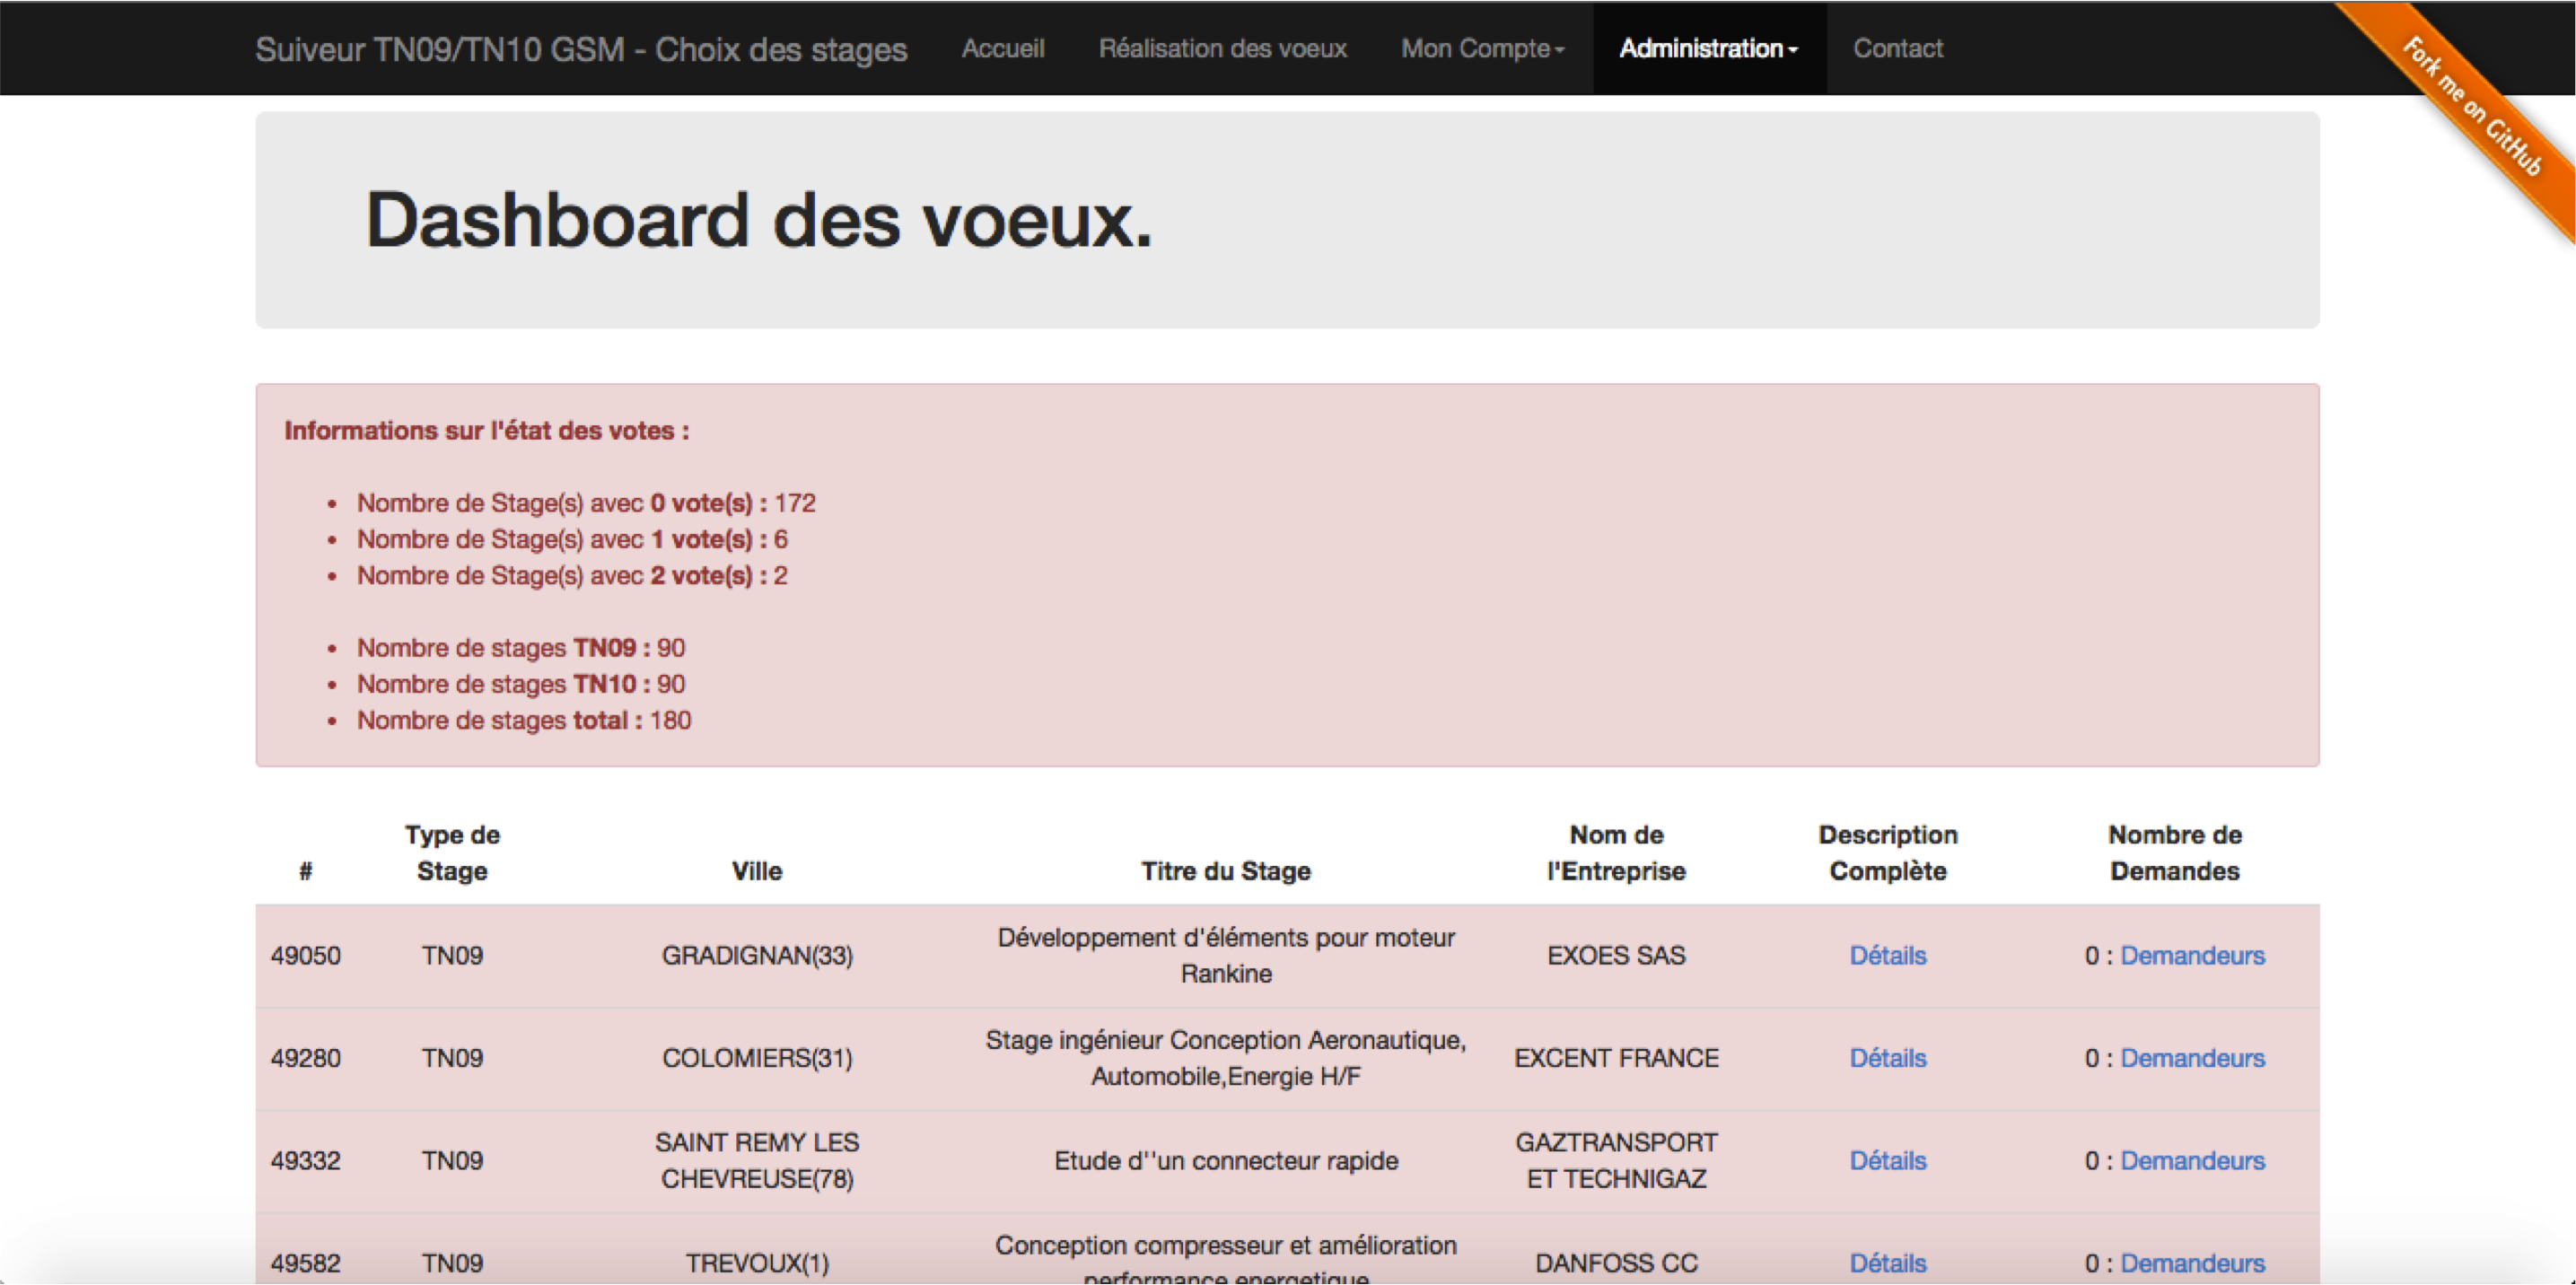 Suiveur TN09/TN10 GSM - Choix des stages Accueil Réalisation des voeux Mon Compte Administration Contact
Fork me on GitHub
Dashboard des voeux.
Informations sur l'état des votes :
• Nombre de Stage(s) avec 0 vote(s) : 172
• Nombre de Stage(s) avec 1 vote(s) : 6
• Nombre de Stage(s) avec 2 vote(s) : 2
• Nombre de stages TN09 : 90
• Nombre de stages TN10 : 90
• Nombre de stages total : 180
# Type de Stage Ville Titre du Stage Nom de l'Entreprise Description Complète Nombre de Demandes
49050 TN09 GRADIGNAN(33) Développement d'éléments pour moteur Rankine EXOES SAS Détails 0 : Demandeurs
49280 TN09 COLOMIERS(31) Stage ingénieur Conception Aeronautique, Automobile,Energie H/F EXCENT FRANCE Détails 0 : Demandeurs
49332 TN09 SAINT REMY LES CHEVREUSE(78) Etude d''un connecteur rapide GAZTRANSPORT ET TECHNIGAZ Détails 0 : Demandeurs
49582 TN09 TREVOUX(1) Conception compresseur et amélioration performance energetique DANFOSS CC Détails 0 : Demandeurs